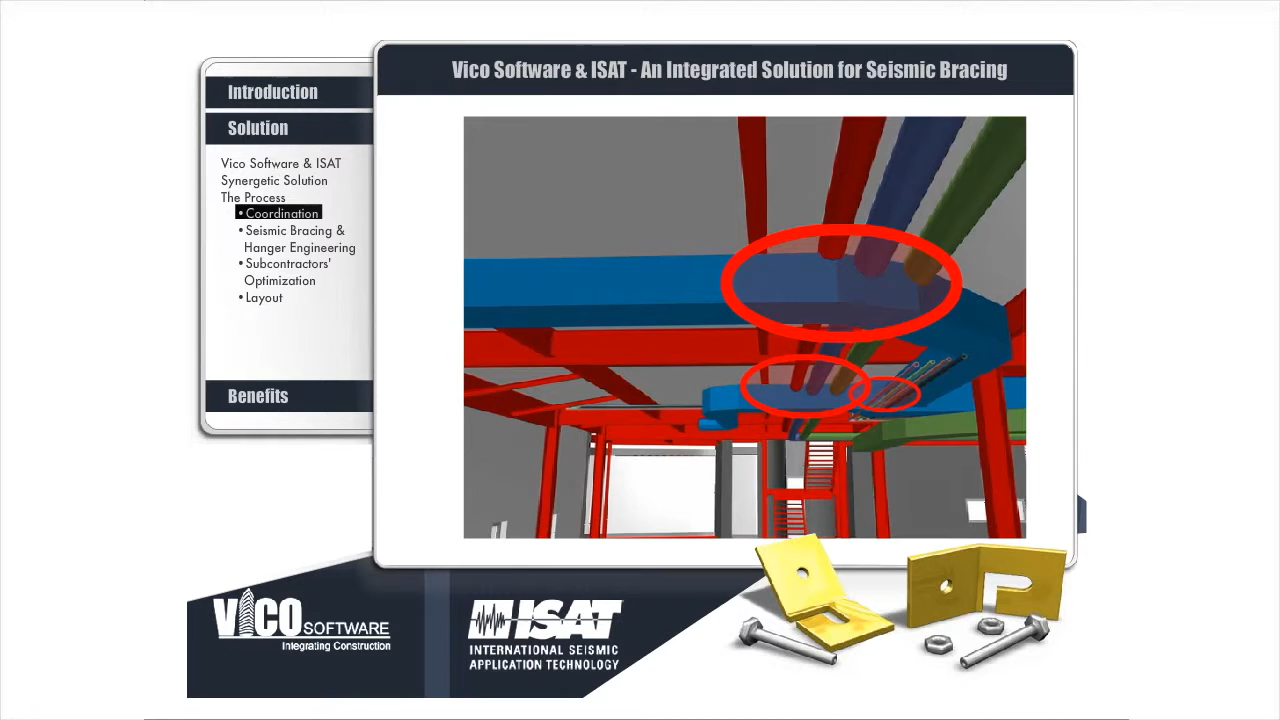 Vico Software & ISAT - An Integrated Solution for Seismic Bracing
Introduction
Solution
Vico Software & ISAT
Synergetic Solution
The Process
•Coordination
•Seismic Bracing &
Hanger Engineering
•Subcontractors'
Optimization
•Layout
Benefits
VICO SOFTWARE
Integrating Construction
ISAT
INTERNATIONAL SEISMIC
APPLICATION TECHNOLOGY